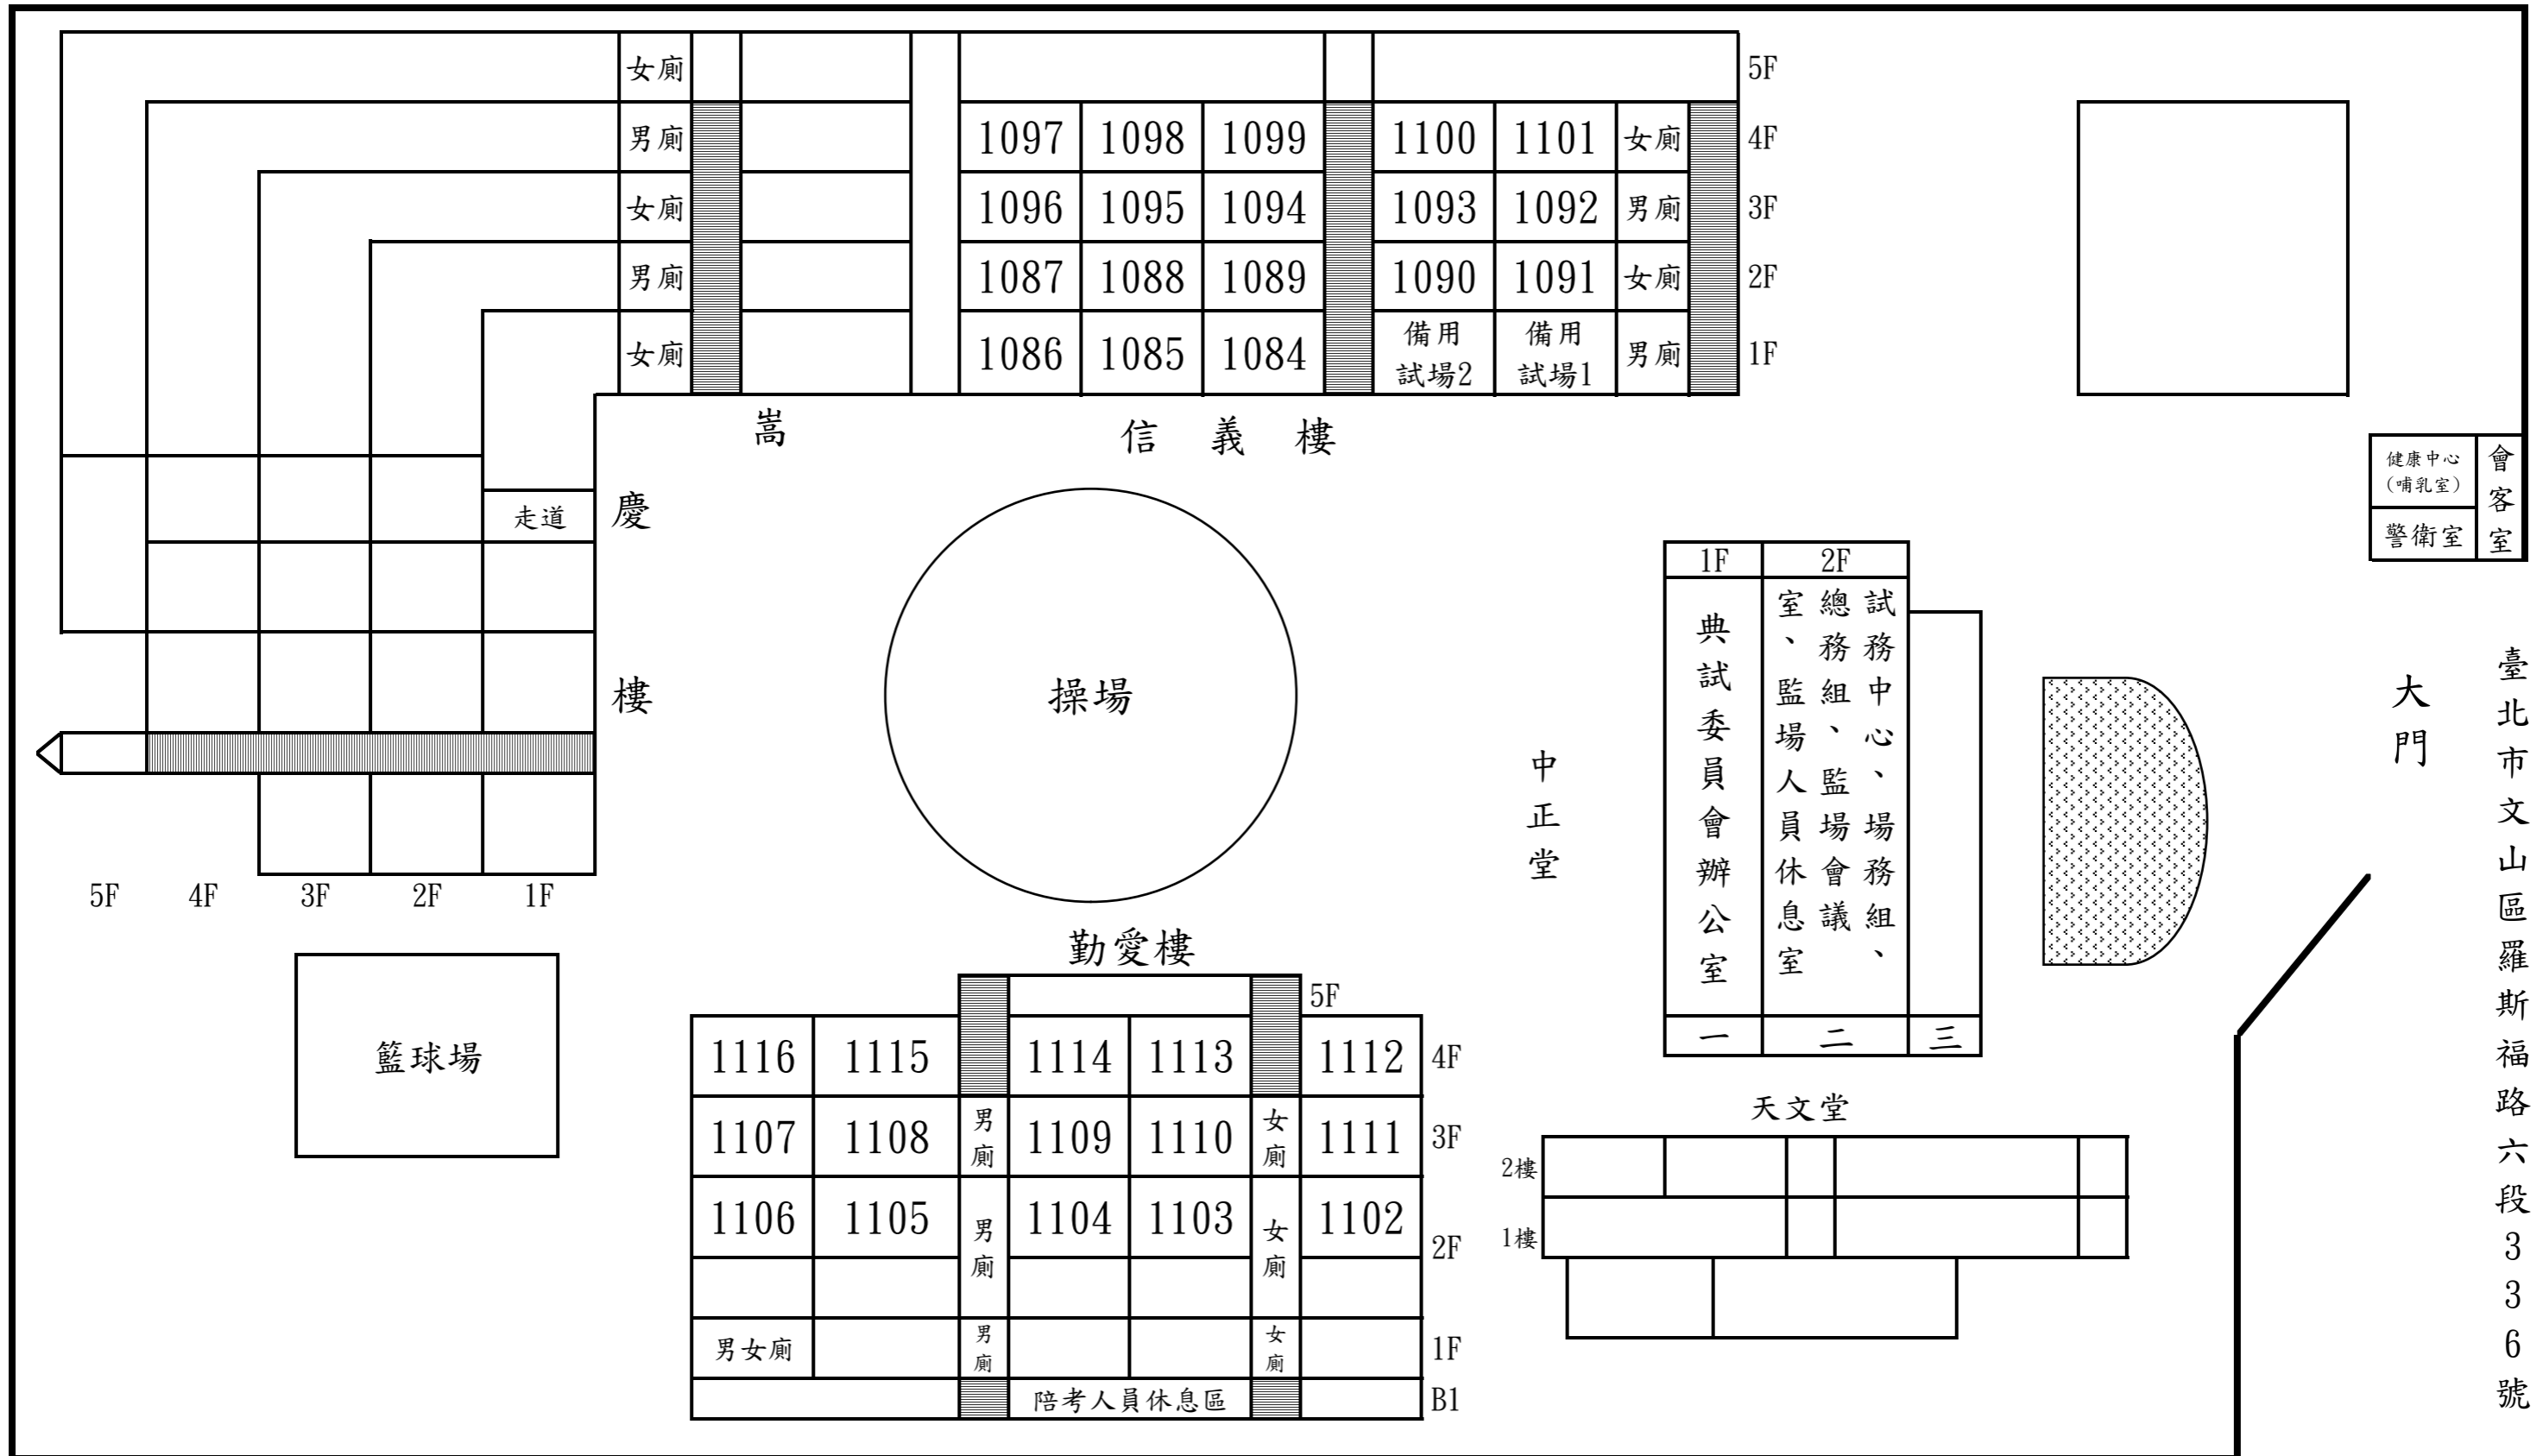 女廁 5F
男廁 1097 1098 1099 1100 1101 女廁 4F
女廁 1096 1095 1094 1093 1092 男廁 3F
男廁 1087 1088 1089 1090 1091 女廁 2F
女廁 1086 1085 1084 備用試場2 備用試場1 男廁 1F
嵩慶樓
信義樓
走道
5F 4F 3F 2F 1F
操場
籃球場
健康中心
(哺乳室)
警衛室
會客室
中正堂
1F 2F
典試委員會辦公室
試務中心、場務組、
總務組、監場會議
室、監場人員休息室
一 二 三
大門
臺北市文山區羅斯福路六段336號
勤愛樓
5F
1116 1115 1114 1113 1112 4F
1107 1108 男廁 1109 1110 女廁 1111 3F
1106 1105 男廁 1104 1103 女廁 1102 2F
男女廁 男廁 女廁 1F
陪考人員休息區 B1
天文堂
2樓
1樓